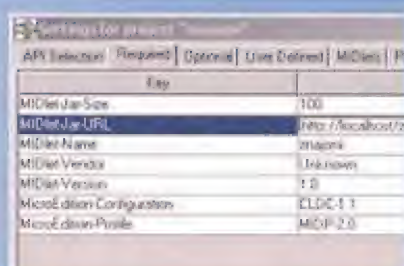 API Selection Required Optional User Defined MIDlets
Key
MIDlet-Jar-Size 100
MIDlet-Jar-URL http://localhost/
MIDlet-Name
MIDlet-Vendor Unknown
MIDlet-Version 1.0
MicroEdition-Configuration CLDC-1.1
MicroEdition-Profile MIDP-2.0